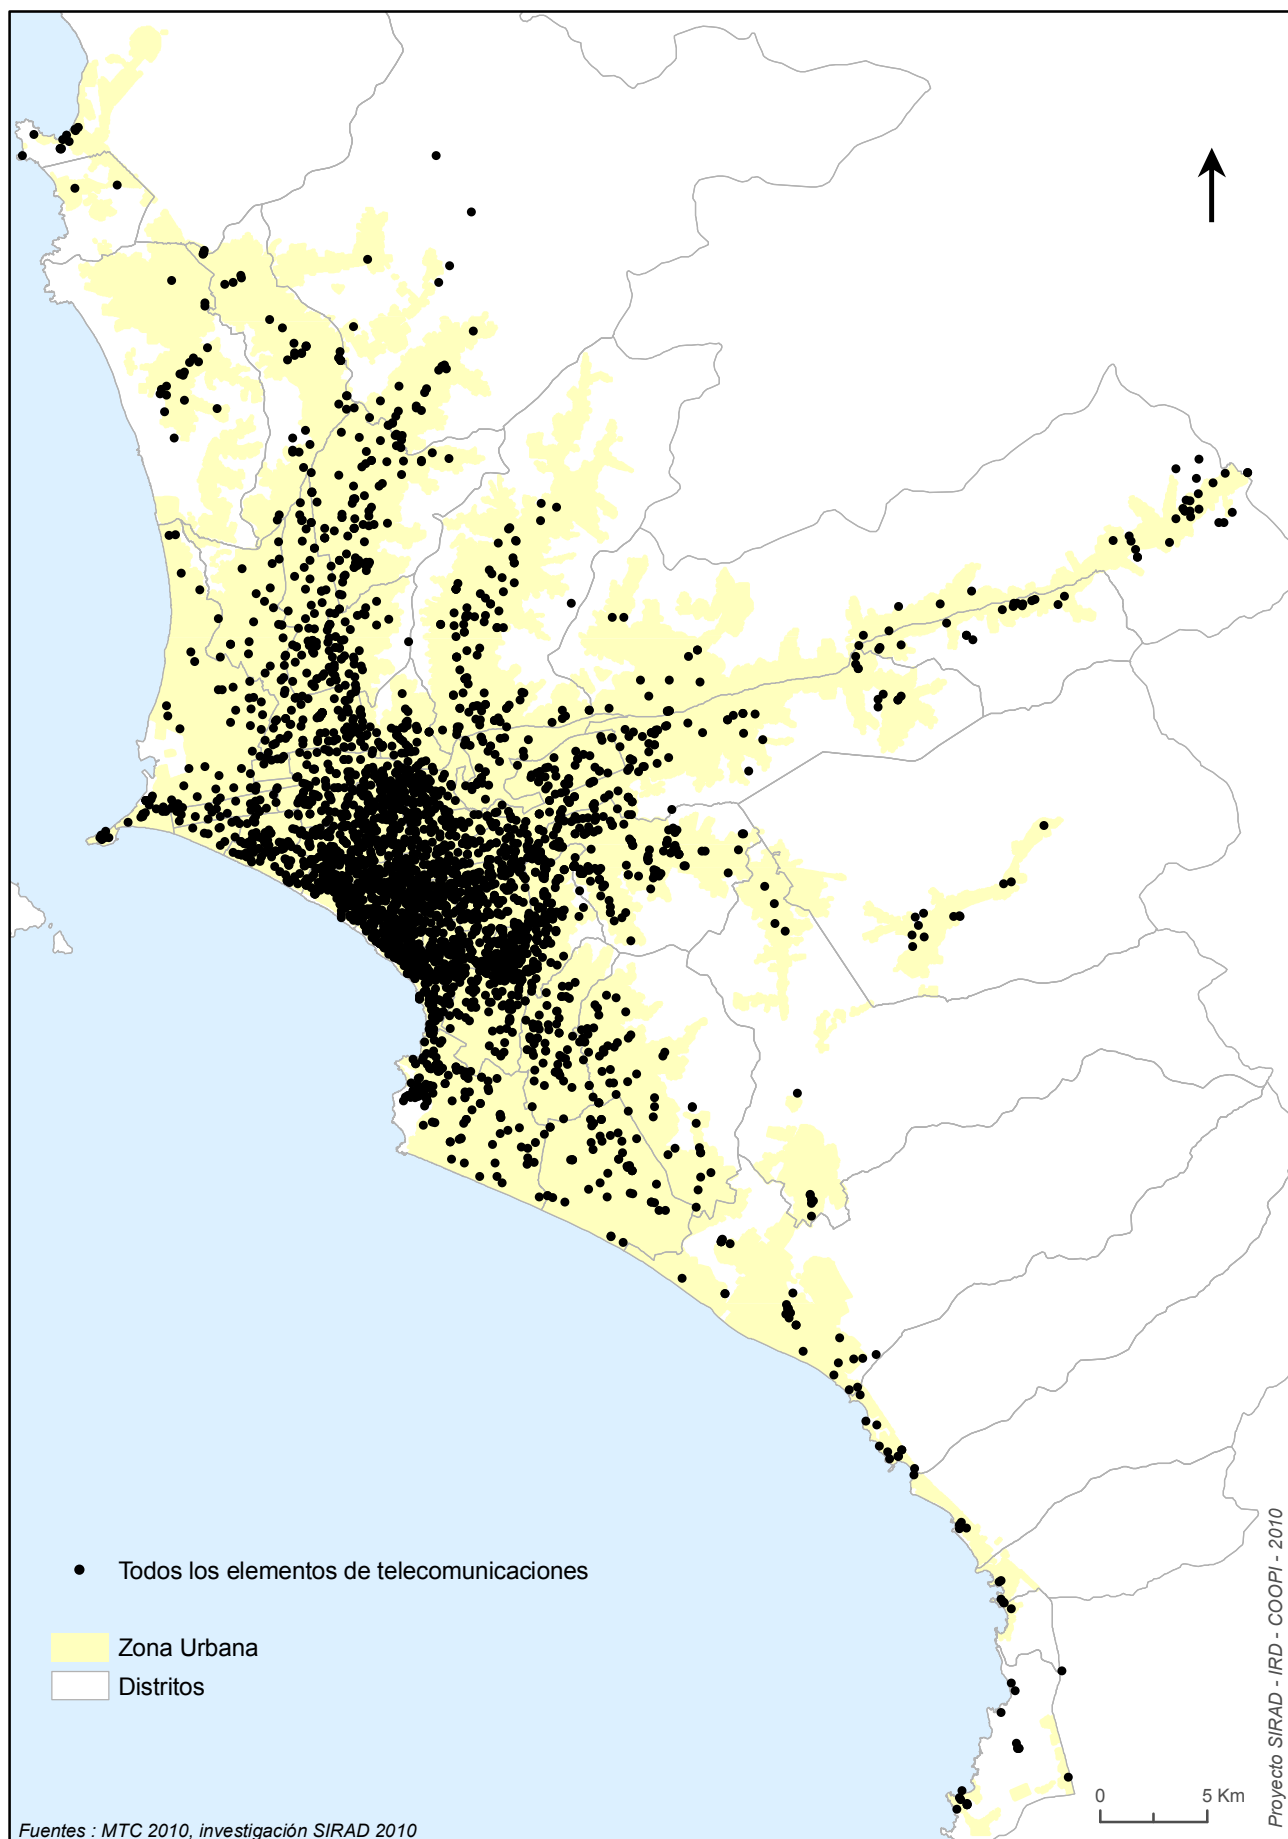 Todos los elementos de telecomunicaciones
Zona Urbana
Distritos
0 5 Km
Fuentes : MTC 2010, investigación SIRAD 2010
Proyecto SIRAD - IRD - COOPI - 2010